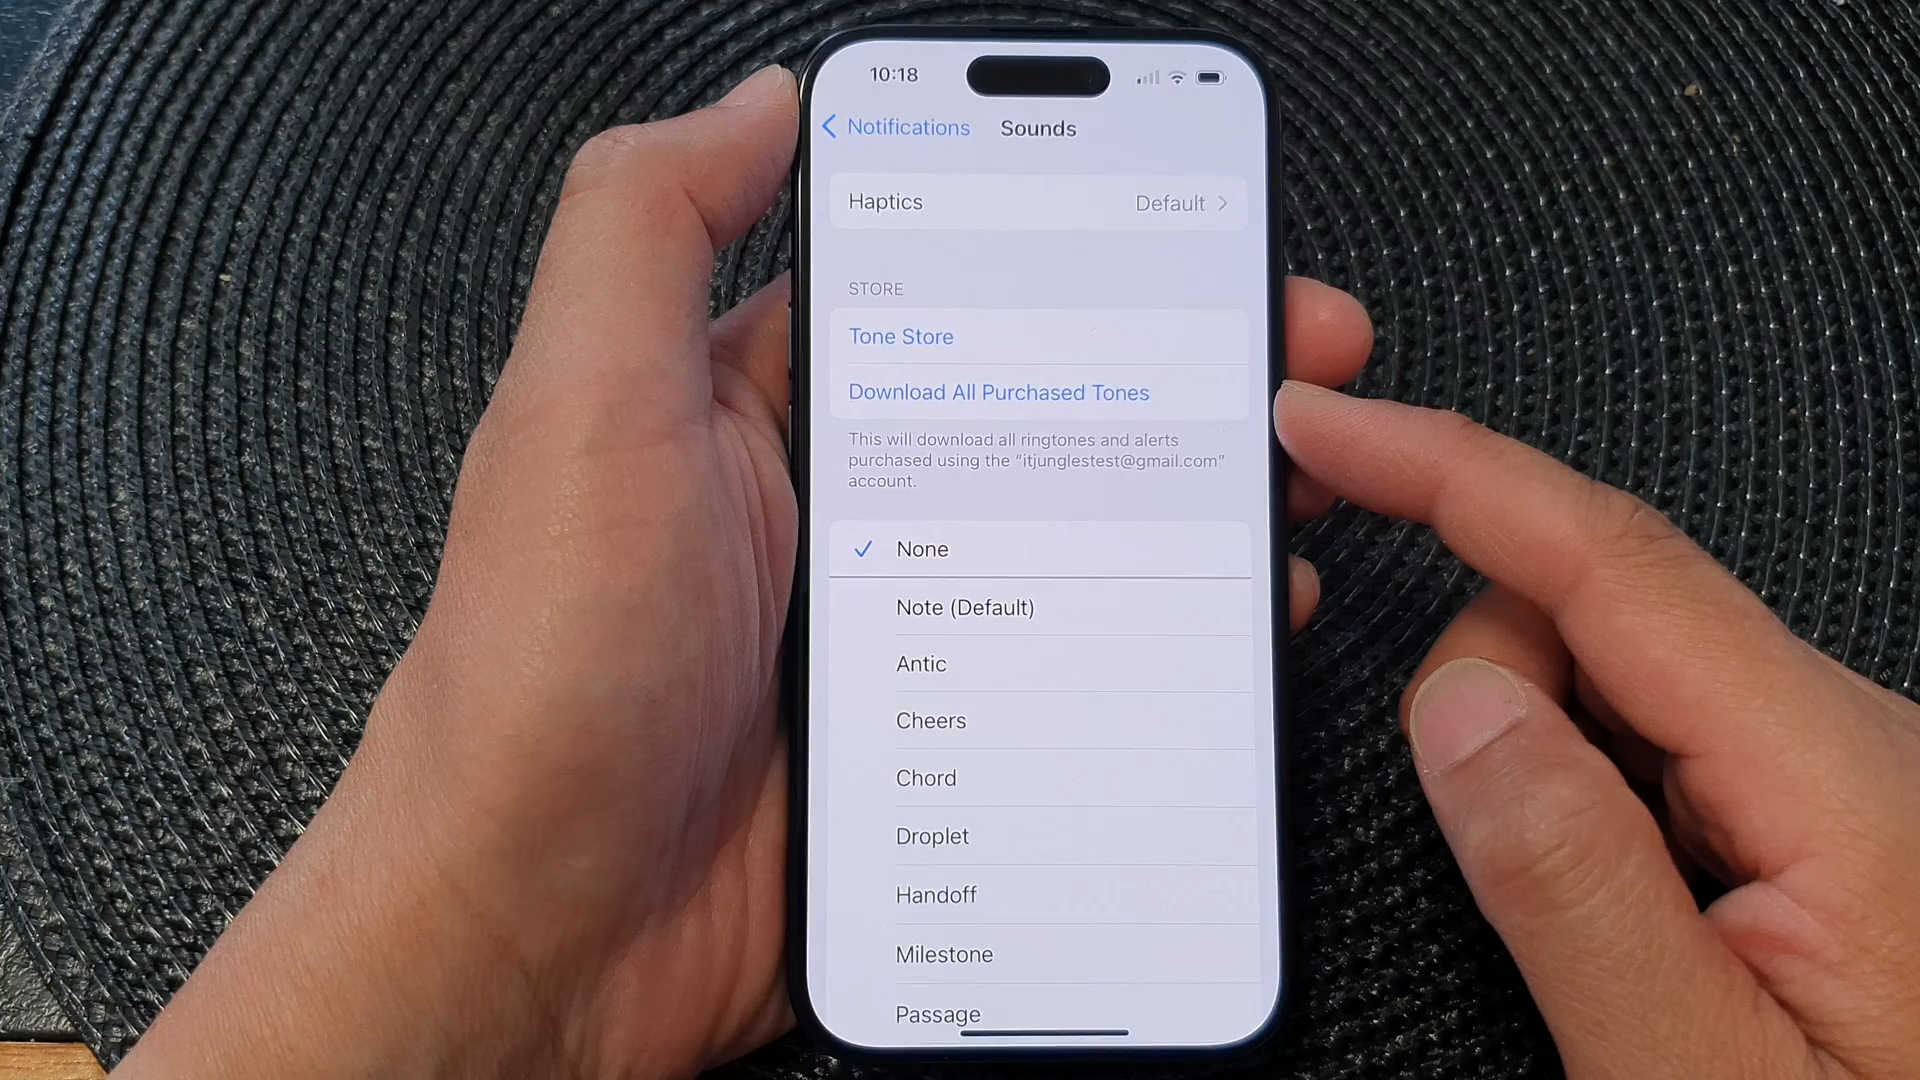 10:18
Notifications
Sounds
Haptics
Default
STORE
Tone Store
Download All Purchased Tones
This will download all ringtones and alerts
purchased using the “itjunglestest@gmail.com”
account.
None
Note (Default)
Antic
Cheers
Chord
Droplet
Handoff
Milestone
Passage